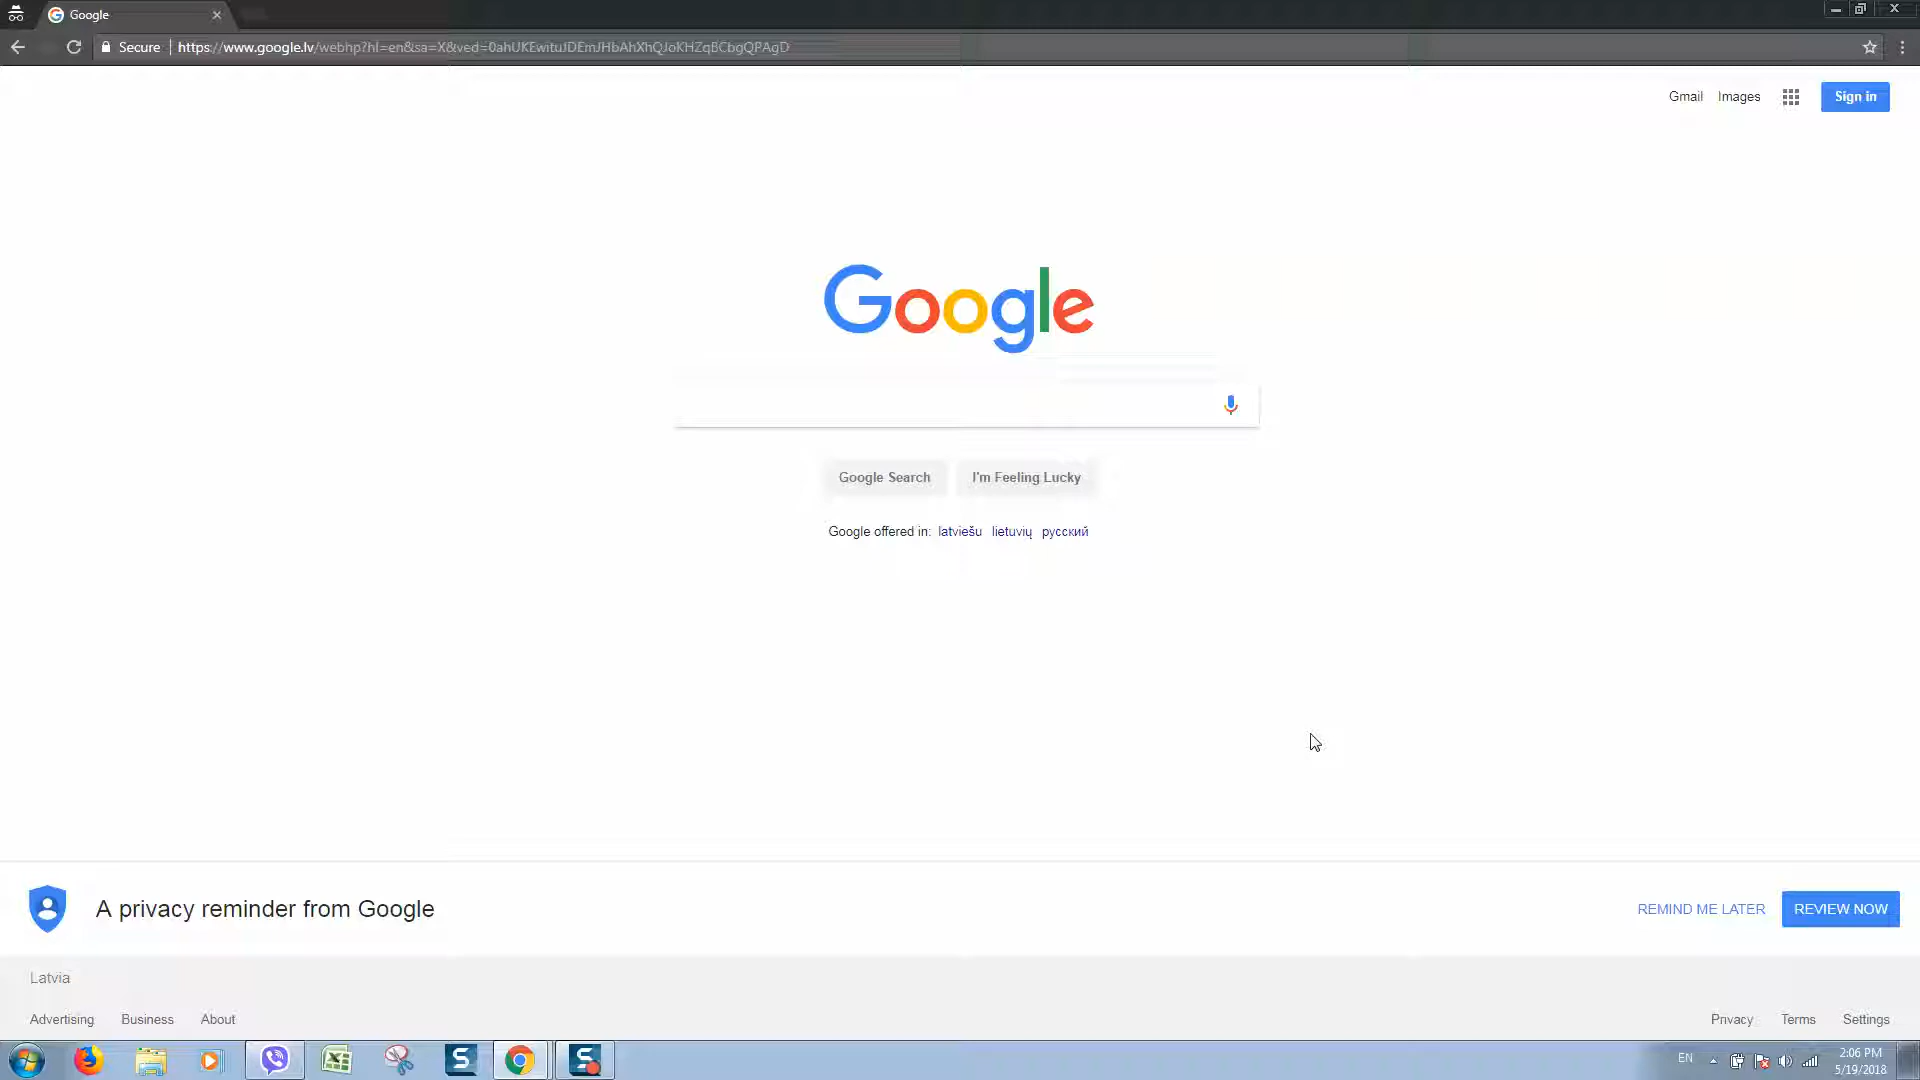 Google
Secure https://www.google.lv/webhp?hl=en&sa=X&ved=0ahUKEwituJDEmJHbAhXhQJoKHZqBCbgQPAgD
Gmail Images Sign in
Google
Google Search I'm Feeling Lucky
Google offered in: latviešu lietuvių русский
A privacy reminder from Google REMIND ME LATER REVIEW NOW
Latvia
Advertising Business About Privacy Terms Settings
EN 2:06 PM
5/19/2018